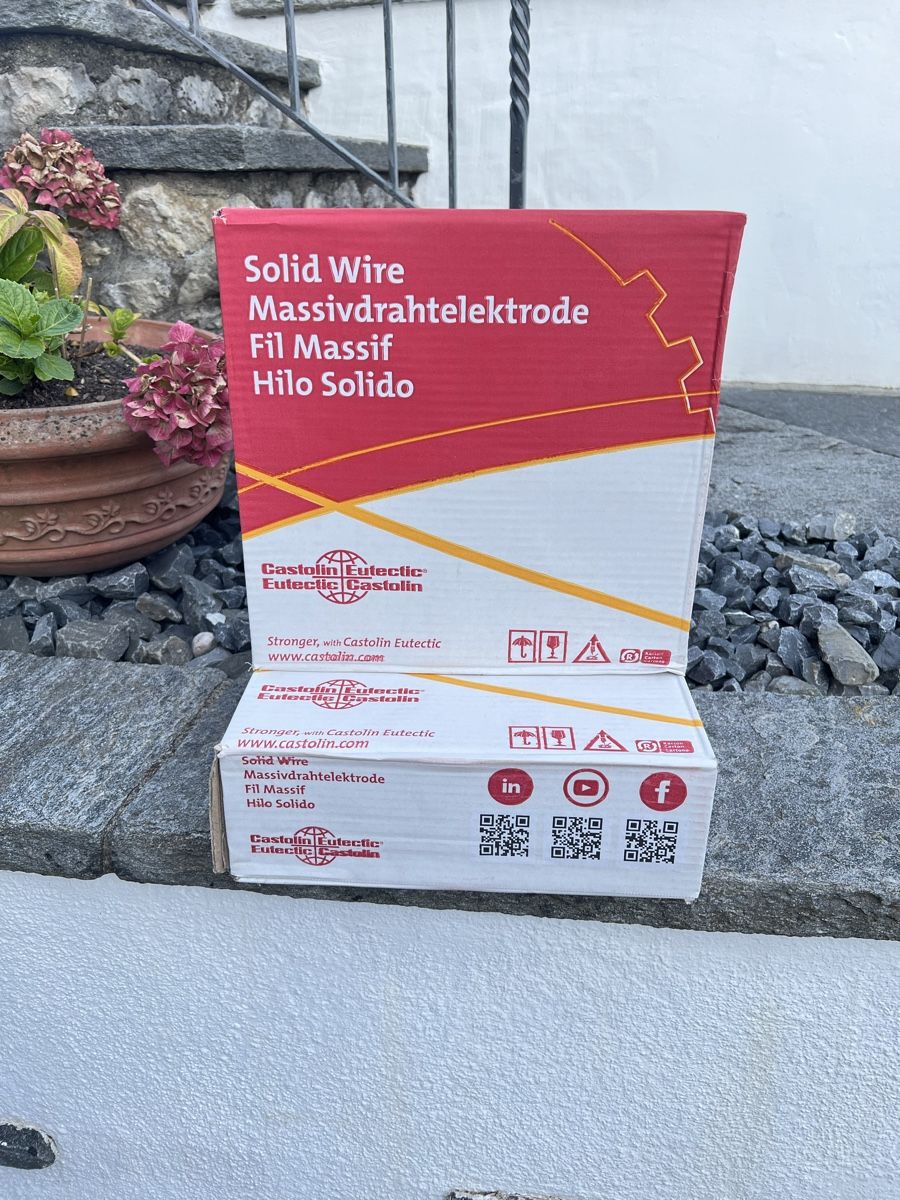 Solid Wire
Massivdrahtelektrode
Fil Massif
Hilo Solido
Castolin Eutectic®
Eutectic Castolin
Stronger, with Castolin Eutectic
www.castolin.com
Castolin Eutectic
Eutectic Castolin
Stronger, with Castolin Eutectic
www.castolin.com
Solid Wire
Massivdrahtelektrode
Fil Massif
Hilo Solido
in
f
Castolin Eutectic®
Eutectic Castolin